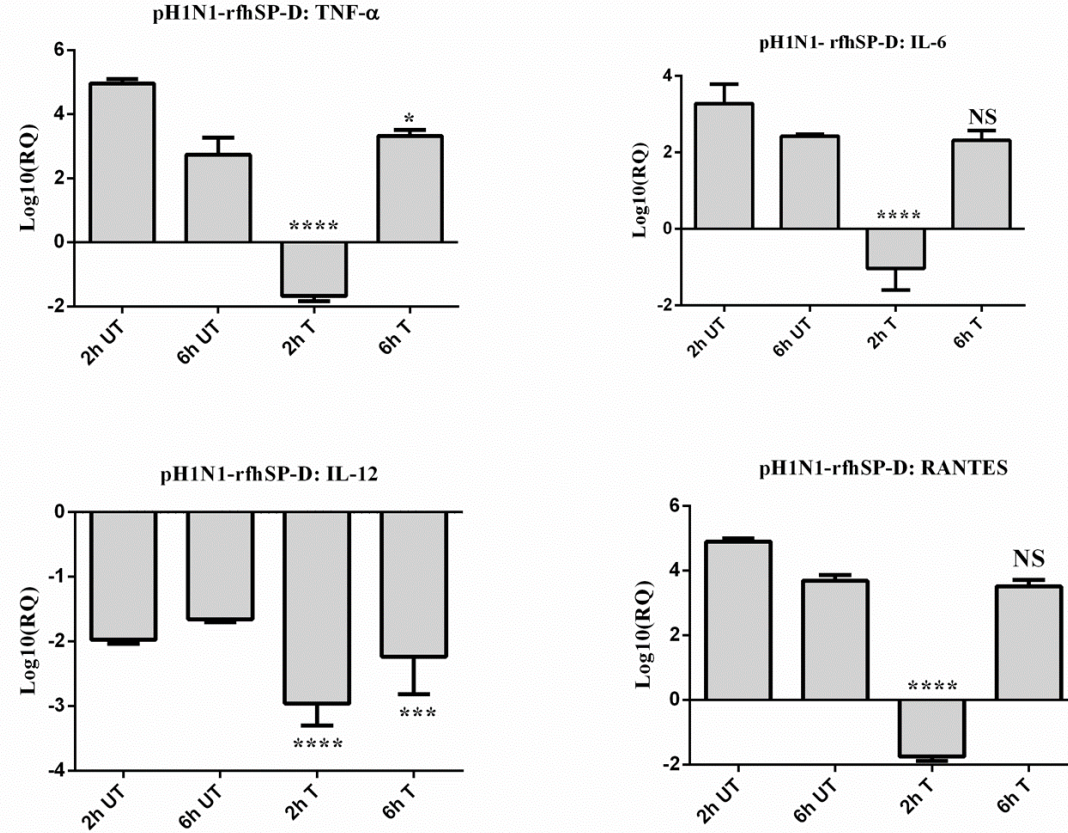 pH1N1-rfhSP-D: TNF-α
Log10(RQ)
6
4
2
0
-2
*
****
2h UT
6h UT
2h T
6h T
pH1N1- rfhSP-D: IL-6
Log10(RQ)
4
2
0
-2
NS
****
2h UT
6h UT
2h T
6h T
pH1N1-rfhSP-D: IL-12
Log10(RQ)
0
-1
-2
-3
-4
***
****
2h UT
6h UT
2h T
6h T
pH1N1-rfhSP-D: RANTES
Log10(RQ)
6
4
2
0
-2
NS
****
2h UT
6h UT
2h T
6h T